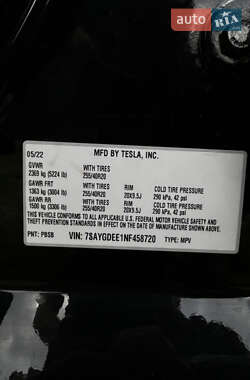 AUTO
RIA
05/22 MFD BY TESLA, INC.
GVWR WITH TIRES
2369 kg (5224 lb) 255/40R20
GAWR FRT WITH TIRES RIM COLD TIRE PRESSURE
1363 kg (3004 lb) 255/40R20 20X9.5J 290 kPa, 42 psi
GAWR RR WITH TIRES RIM COLD TIRE PRESSURE
1500 kg (3306 lb) 255/40R20 20X9.5J 290 kPa, 42 psi
THIS VEHICLE CONFORMS TO ALL APPLICABLE U.S. FEDERAL MOTOR VEHICLE SAFETY AND
THEFT PREVENTION STANDARDS IN EFFECT ON THE DATE OF MANUFACTURE SHOWN ABOVE.
PNT: PBSB VIN: 7SAYGDEE1NF458720 TYPE: MPV